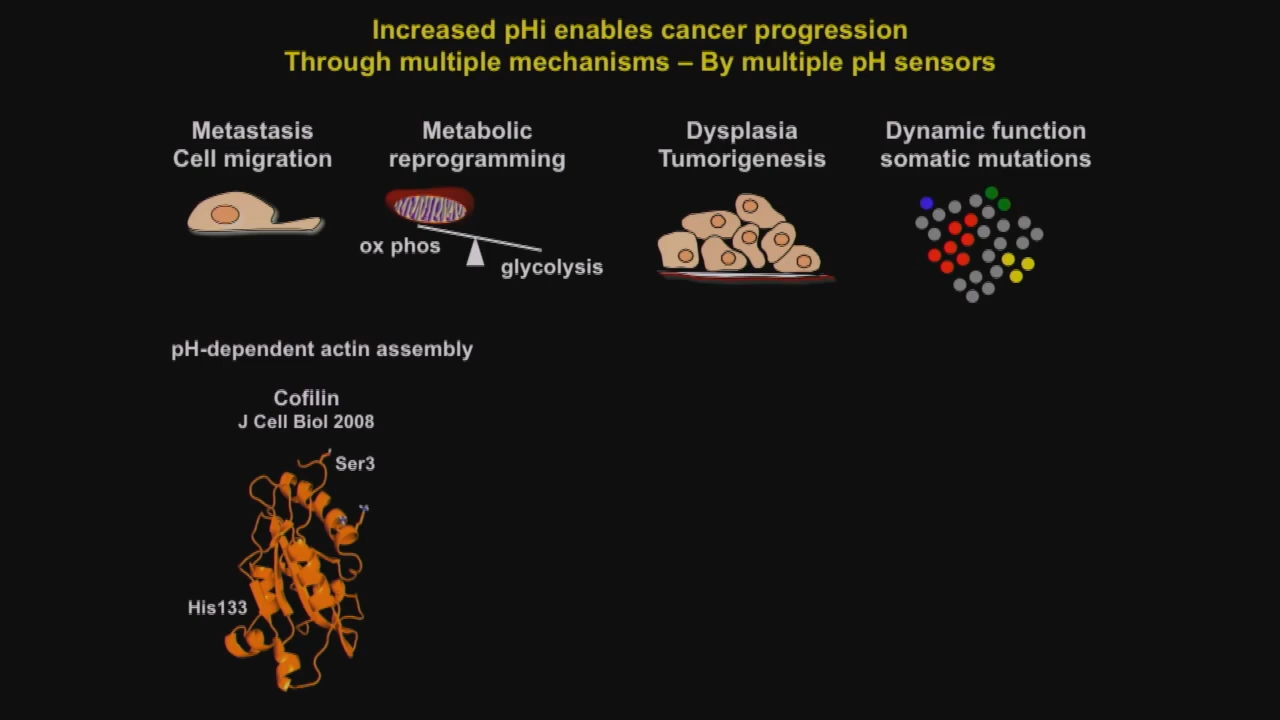 Increased pHi enables cancer progression
Through multiple mechanisms – By multiple pH sensors
Metastasis
Cell migration
Metabolic
reprogramming
Dysplasia
Tumorigenesis
Dynamic function
somatic mutations
ox phos
glycolysis
pH-dependent actin assembly
Cofilin
J Cell Biol 2008
Ser3
His133